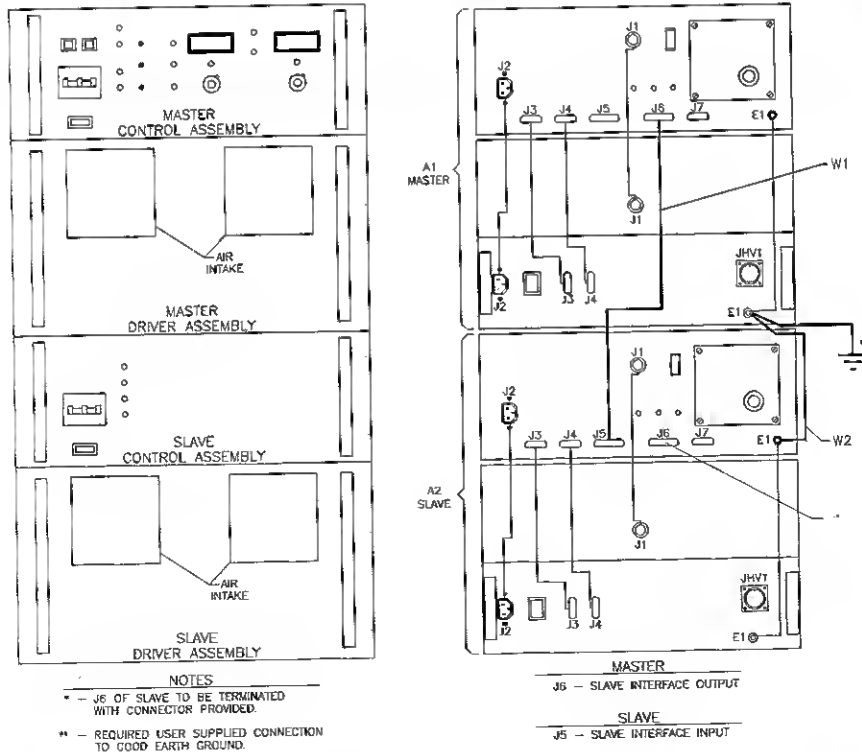 MASTER
CONTROL ASSEMBLY
AIR
INTAKE
MASTER
DRIVER ASSEMBLY
SLAVE
CONTROL ASSEMBLY
AIR
INTAKE
SLAVE
DRIVER ASSEMBLY
NOTES
* – J6 OF SLAVE TO BE TERMINATED
WITH CONNECTOR PROVIDED.
** – REQUIRED USER SUPPLIED CONNECTION
TO GOOD EARTH GROUND.
A1
MASTER
J1
J2
J3
J4
J5
J6
J7
E1
W1
J1
JHV1
J2
J3
J4
E1
A2
SLAVE
J1
J2
J3
J4
J5
J6
J7
E1
W2
*
J1
JHV1
J2
J3
J4
E1
MASTER
J6 – SLAVE INTERFACE OUTPUT
SLAVE
J5 – SLAVE INTERFACE INPUT